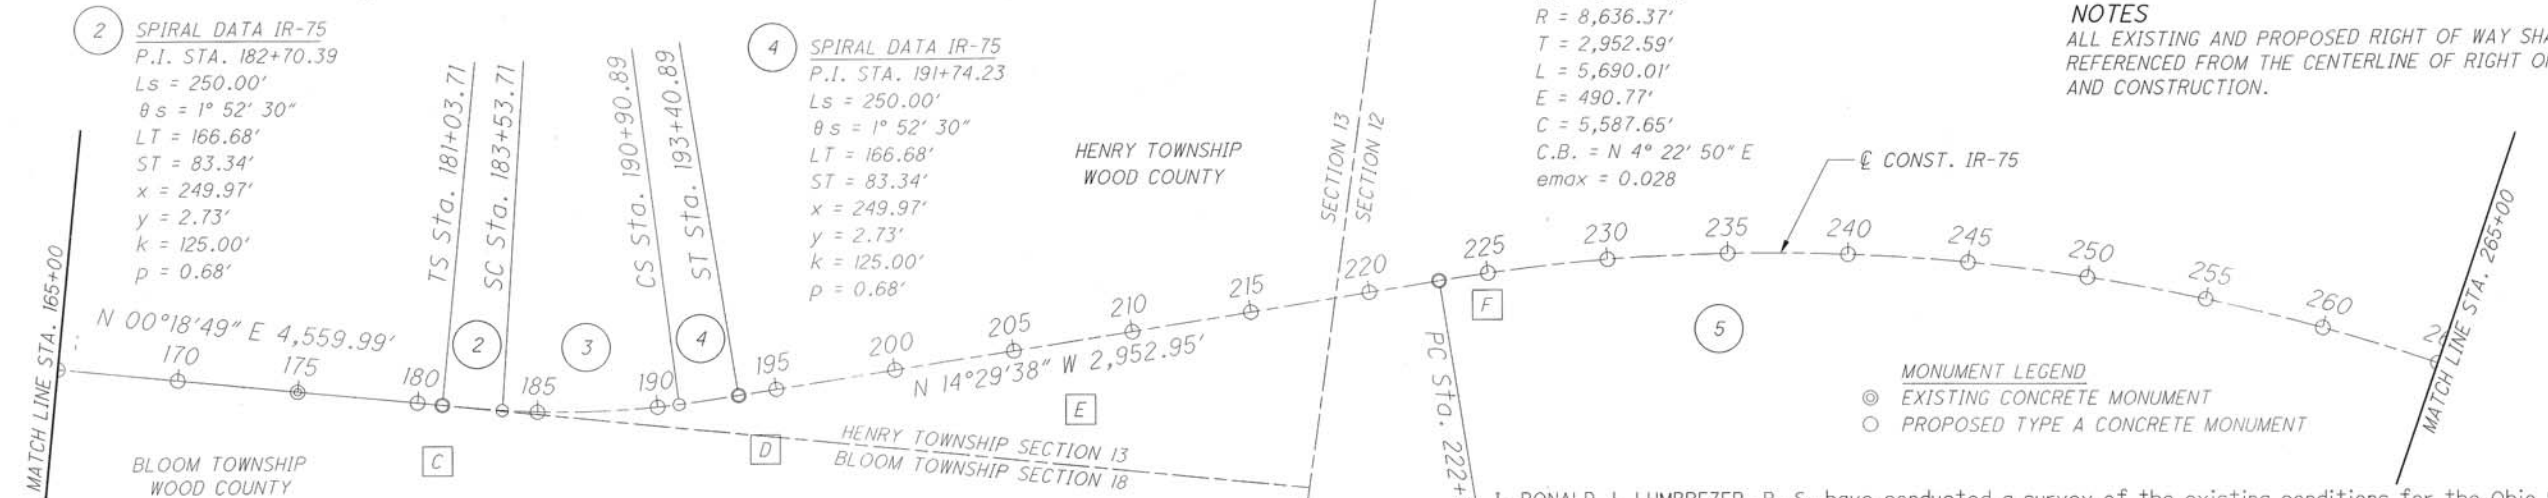 2
SPIRAL DATA IR-75
P.I. STA. 182+70.39
Ls = 250.00'
θs = 1° 52' 30"
LT = 166.68'
ST = 83.34'
x = 249.97'
y = 2.73'
k = 125.00'
p = 0.68'
TS Sta. 181+03.71
SC Sta. 183+53.71
CS Sta. 190+90.89
ST Sta. 193+40.89
4
SPIRAL DATA IR-75
P.I. STA. 191+74.23
Ls = 250.00'
θs = 1° 52' 30"
LT = 166.68'
ST = 83.34'
x = 249.97'
y = 2.73'
k = 125.00'
p = 0.68'
HENRY TOWNSHIP
WOOD COUNTY
SECTION 13
SECTION 12
R = 8,636.37'
T = 2,952.59'
L = 5,690.01'
E = 490.77'
C = 5,587.65'
C.B. = N 4° 22' 50" E
emax = 0.028
℄ CONST. IR-75
NOTES
ALL EXISTING AND PROPOSED RIGHT OF WAY
REFERENCED FROM THE CENTERLINE OF RIGHT
AND CONSTRUCTION.
MATCH LINE STA. 165+00
N 00°18'49" E 4,559.99'
170
175
180
2
185
3
190
4
195
200
205
210
215
220
225
230
235
240
245
250
255
260
MATCH LINE STA. 265+00
N 14°29'38" W 2,952.95'
PC Sta. 222+
C
D
E
F
5
HENRY TOWNSHIP SECTION 13
BLOOM TOWNSHIP SECTION 18
BLOOM TOWNSHIP
WOOD COUNTY
MONUMENT LEGEND
EXISTING CONCRETE MONUMENT
PROPOSED TYPE A CONCRETE MONUMENT
have conducted a survey of the existing conditions for the